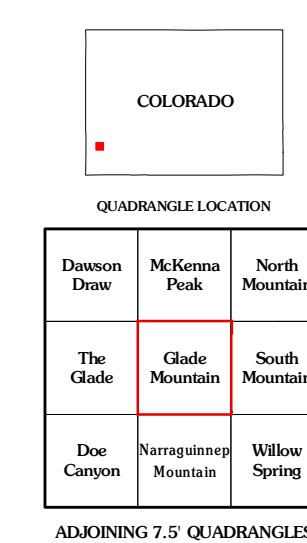 COLORADO
QUADRANGLE LOCATION
Dawson
Draw
McKenna
Peak
North
Mountain
The
Glade
Glade
Mountain
South
Mountain
Doe
Canyon
Narraguinnep
Mountain
Willow
Spring
ADJOINING 7.5' QUADRANGLES